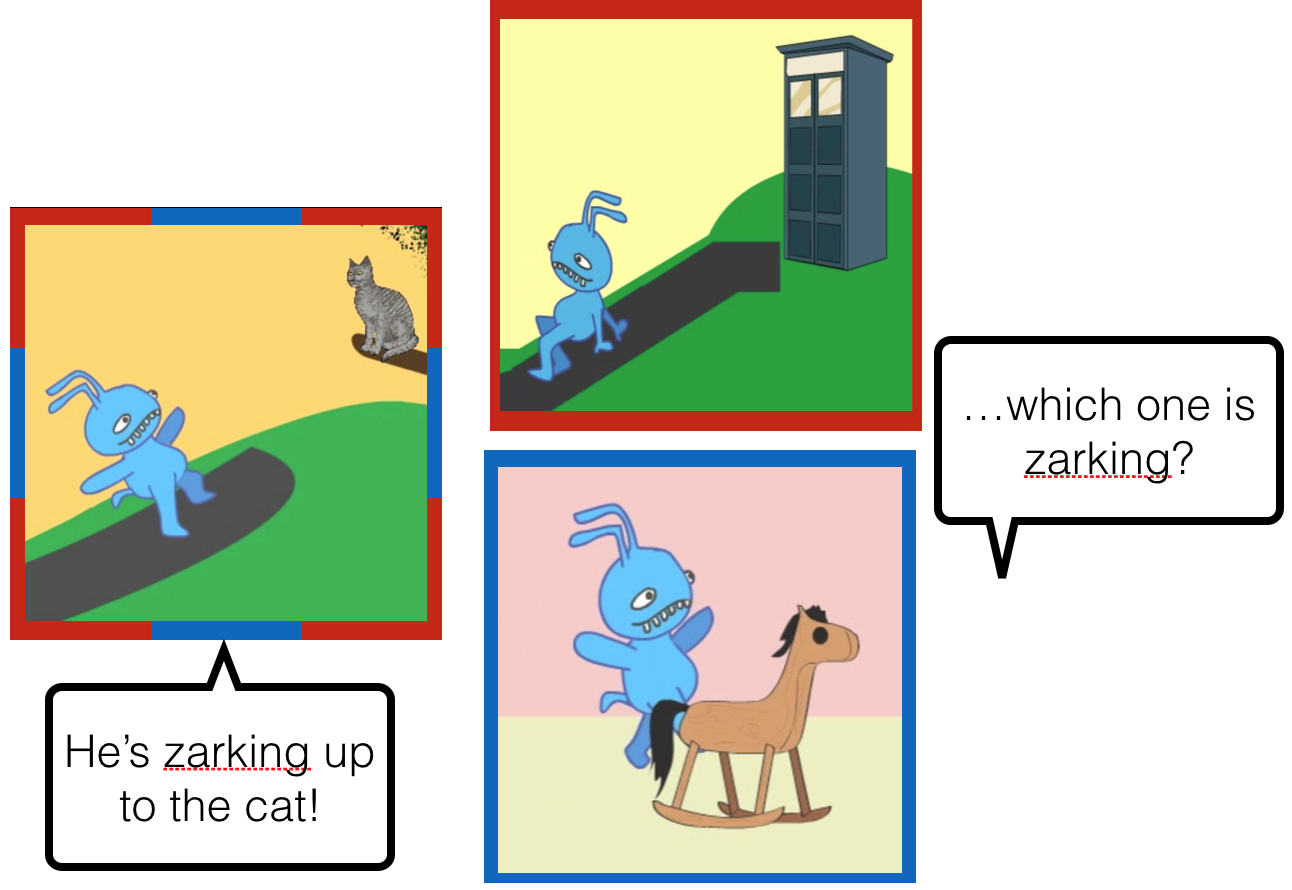 …which one is
zarking?
He’s zarking up
to the cat!